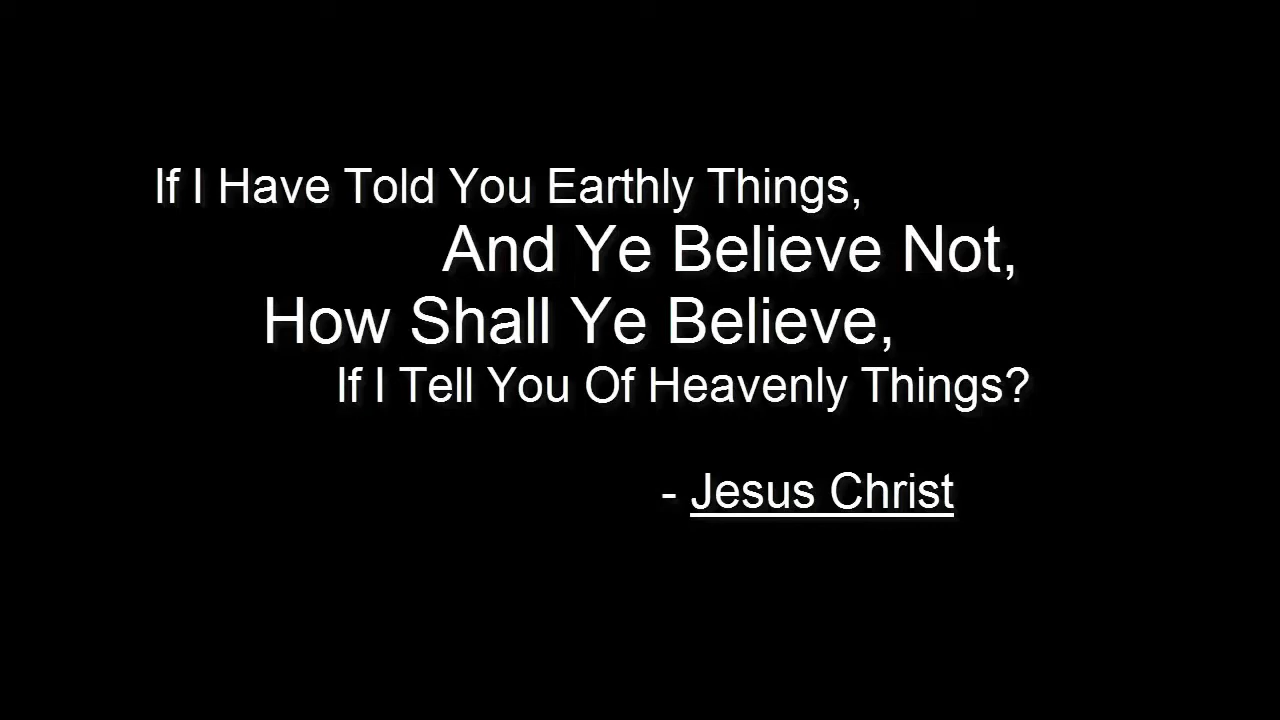 If I Have Told You Earthly Things,
And Ye Believe Not,
How Shall Ye Believe,
If I Tell You Of Heavenly Things?
- Jesus Christ